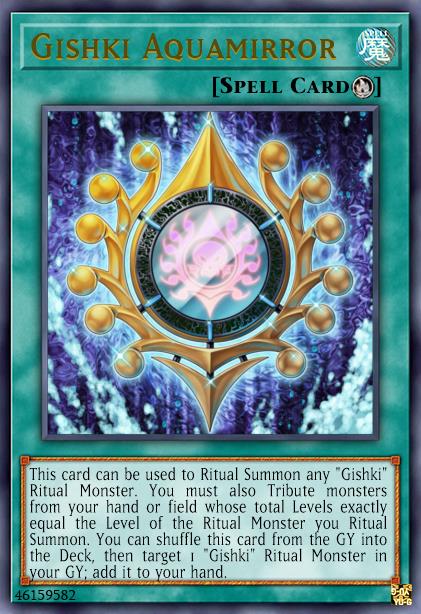 Gishki Aquamirror
SPELL
魔
[Spell Card]
This card can be used to Ritual Summon any "Gishki"
Ritual Monster. You must also Tribute monsters
from your hand or field whose total Levels exactly
equal the Level of the Ritual Monster you Ritual
Summon. You can shuffle this card from the GY into
the Deck, then target 1 "Gishki" Ritual Monster in
your GY; add it to your hand.
46159582